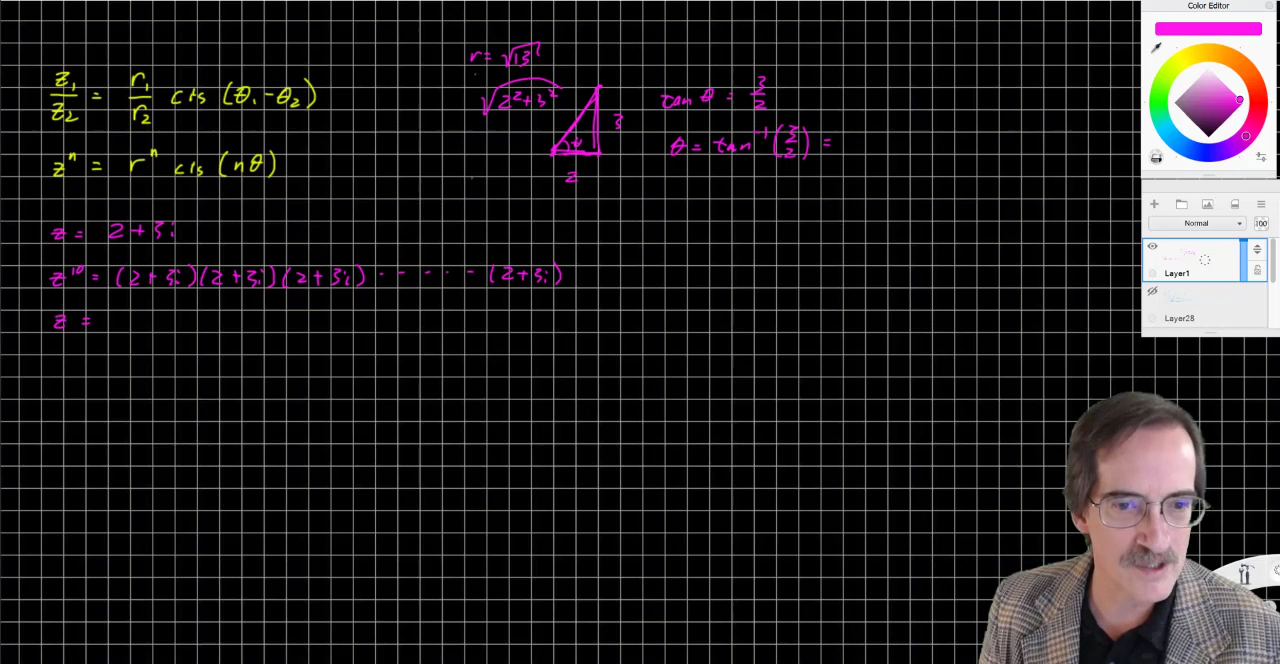 z₁/z₂ = r₁/r₂ cis (θ₁-θ₂)
zⁿ = rⁿ cis (nθ)
r = √13
√2²+3²
3
2
tan θ = 3/2
θ = tan⁻¹(3/2) =
z = 2+3i
z¹⁰ = (2+3i)(2+3i)(2+3i) · · · · · · (2+3i)
z =
Color Editor
Normal
100
Layer1
Layer28